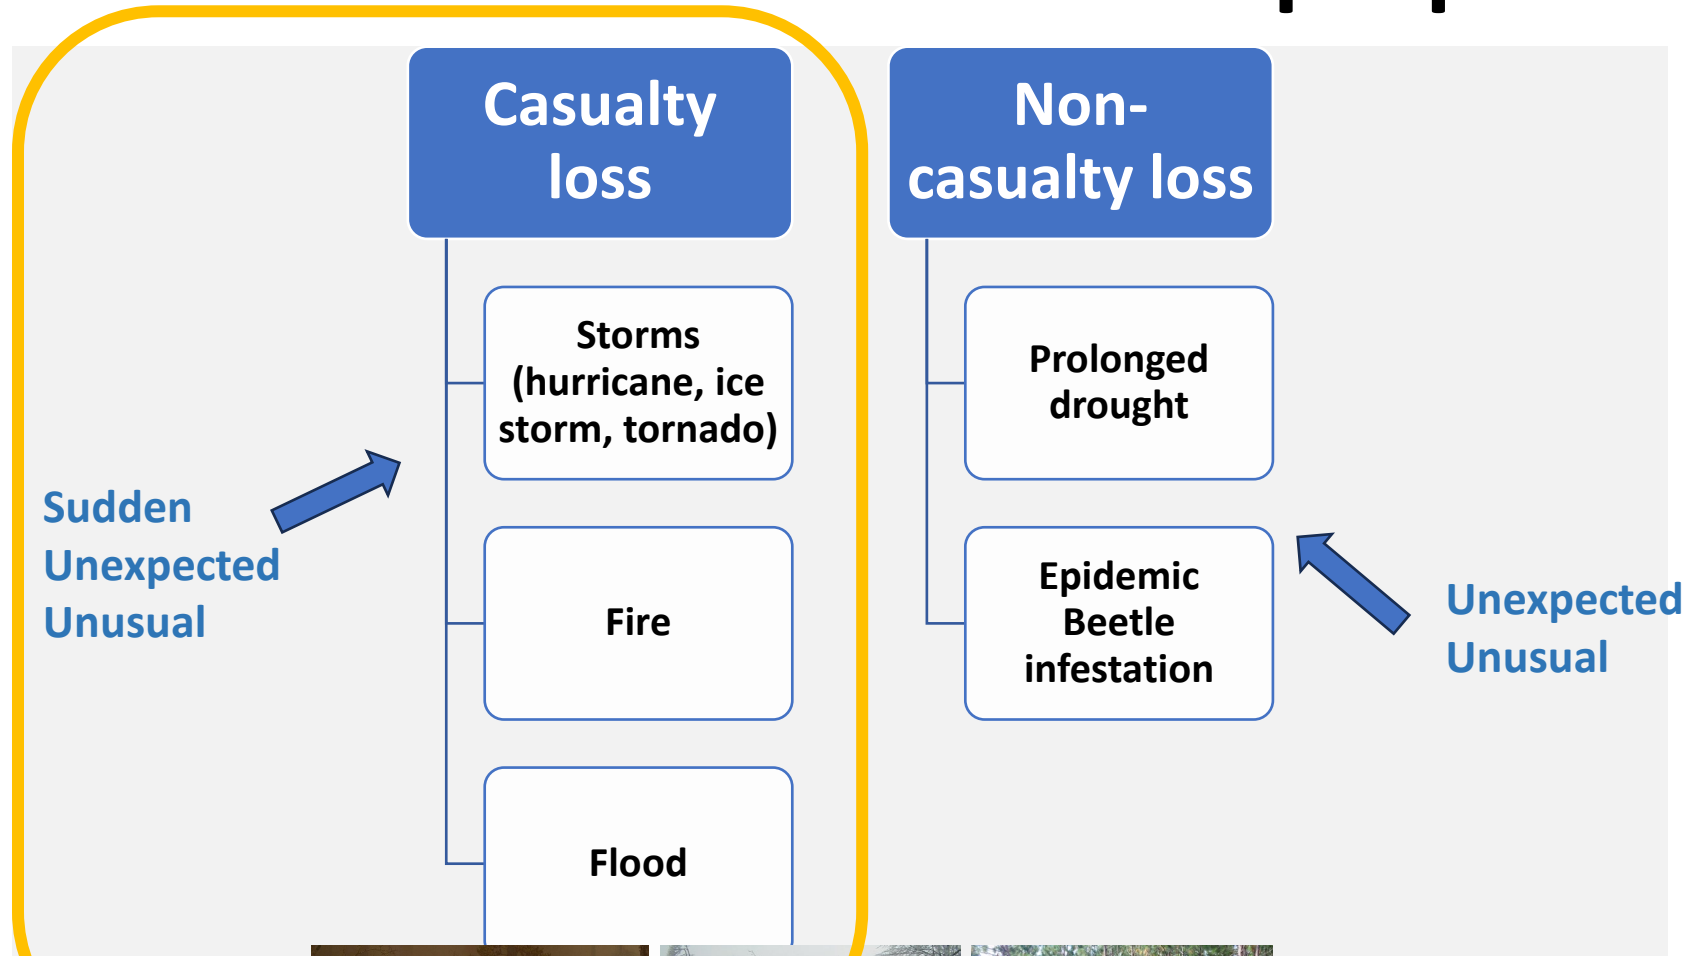 Casualty
loss
Non-
casualty loss
Storms
(hurricane, ice
storm, tornado)
Prolonged
drought
Sudden
Unexpected
Unusual
Fire
Epidemic
Beetle
infestation
Unexpected
Unusual
Flood